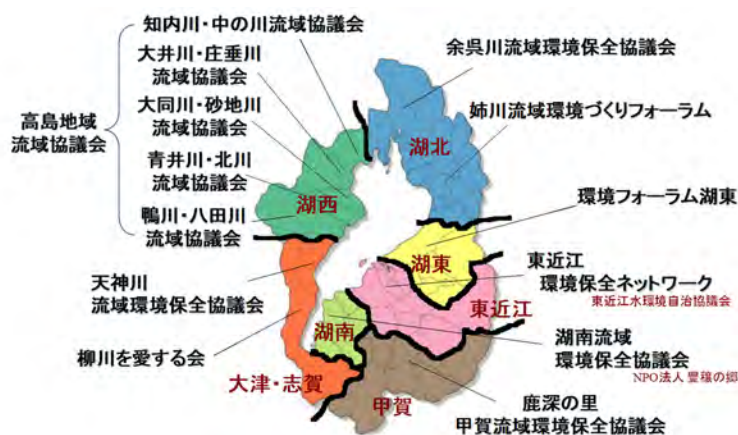 知内川・中の川流域協議会
大井川・庄垂川
流域協議会
大同川・砂地川
流域協議会
高島地域
流域協議会
青井川・北川
流域協議会
鴨川・八田川
流域協議会
天神川
流域環境保全協議会
柳川を愛する会
余呉川流域環境保全協議会
姉川流域環境づくりフォーラム
環境フォーラム湖東
東近江
環境保全ネットワーク
東近江水環境自治協議会
湖南流域
環境保全協議会
NPO法人 豊穣の郷
鹿深の里
甲賀流域環境保全協議会
湖北
湖西
湖東
東近江
湖南
大津・志賀
甲賀